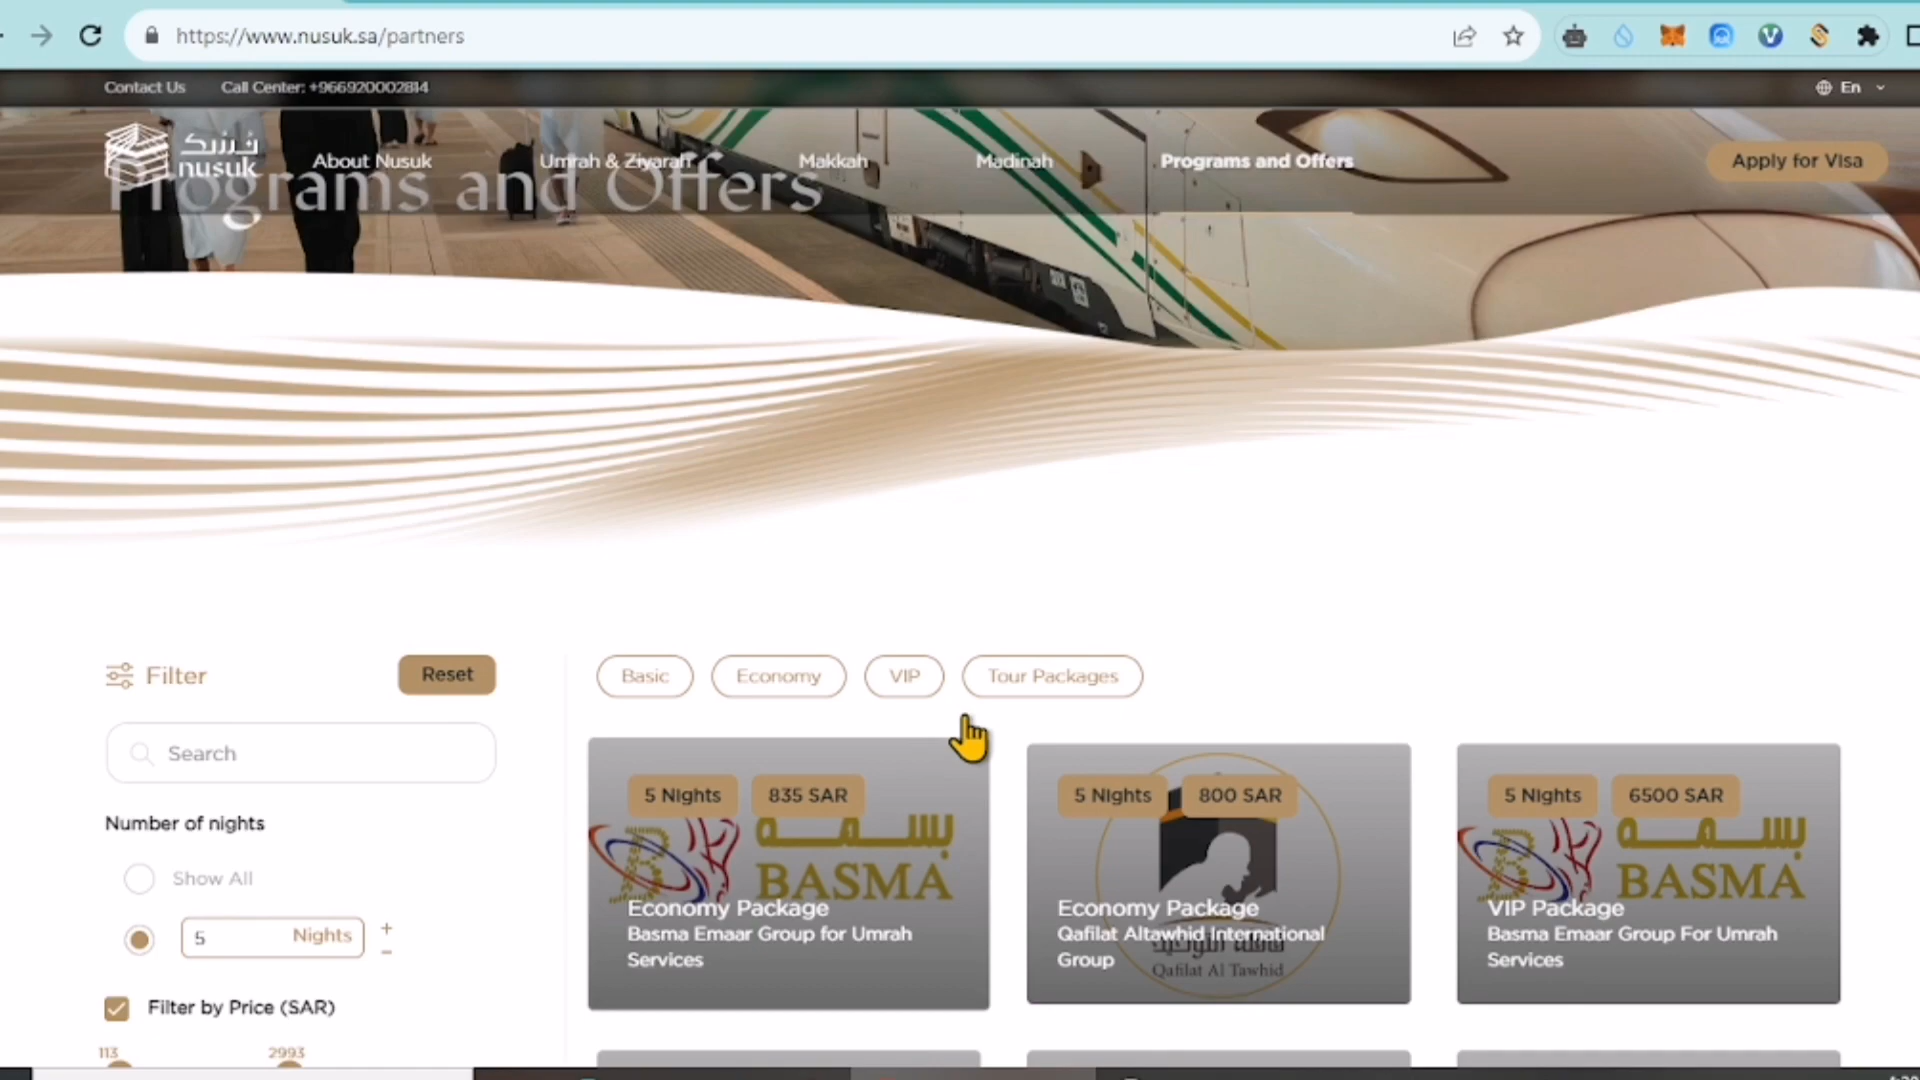 https://www.nusuk.sa/partners
Contact Us
Call Center: +966920002814
En
نسك
nusuk
About Nusuk
Umrah & Ziyarah
Makkah
Madinah
Programs and Offers
Apply for Visa
Programs and Offers
Filter
Reset
Search
Number of nights
Show All
5 Nights
Filter by Price (SAR)
113
2993
Basic
Economy
VIP
Tour Packages
5 Nights
835 SAR
بسمة
BASMA
Economy Package
Basma Emaar Group for Umrah
Services
5 Nights
800 SAR
Economy Package
Qafilat Altawhid International
Group
Qafilat Al Tawhid
5 Nights
6500 SAR
بسمة
BASMA
VIP Package
Basma Emaar Group For Umrah
Services